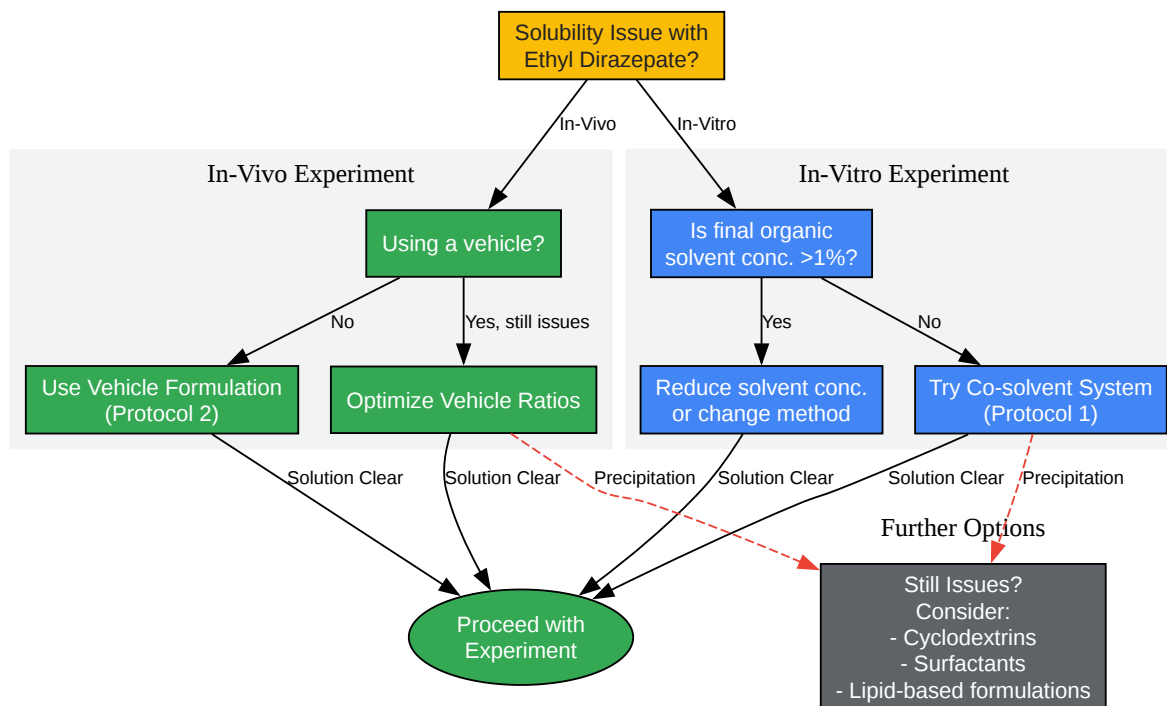 Solubility Issue with
Ethyl Dirazepate?
In-Vivo
In-Vitro
In-Vivo Experiment
In-Vitro Experiment
Using a vehicle?
Is final organic
solvent conc. >1%?
No
Yes, still issues
Yes
No
Use Vehicle Formulation
(Protocol 2)
Optimize Vehicle Ratios
Reduce solvent conc.
or change method
Try Co-solvent System
(Protocol 1)
Solution Clear
Solution Clear
Precipitation
Solution Clear
Solution Clear
Precipitation
Further Options
Proceed with
Experiment
Still Issues?
Consider:
- Cyclodextrins
- Surfactants
- Lipid-based formulations